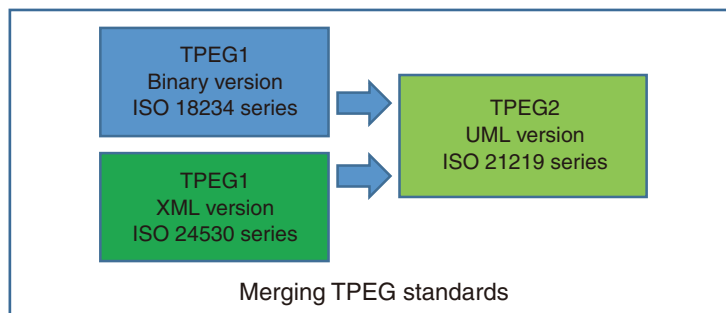 TPEG1
Binary version
ISO 18234 series
TPEG1
XML version
ISO 24530 series
TPEG2
UML version
ISO 21219 series
Merging TPEG standards